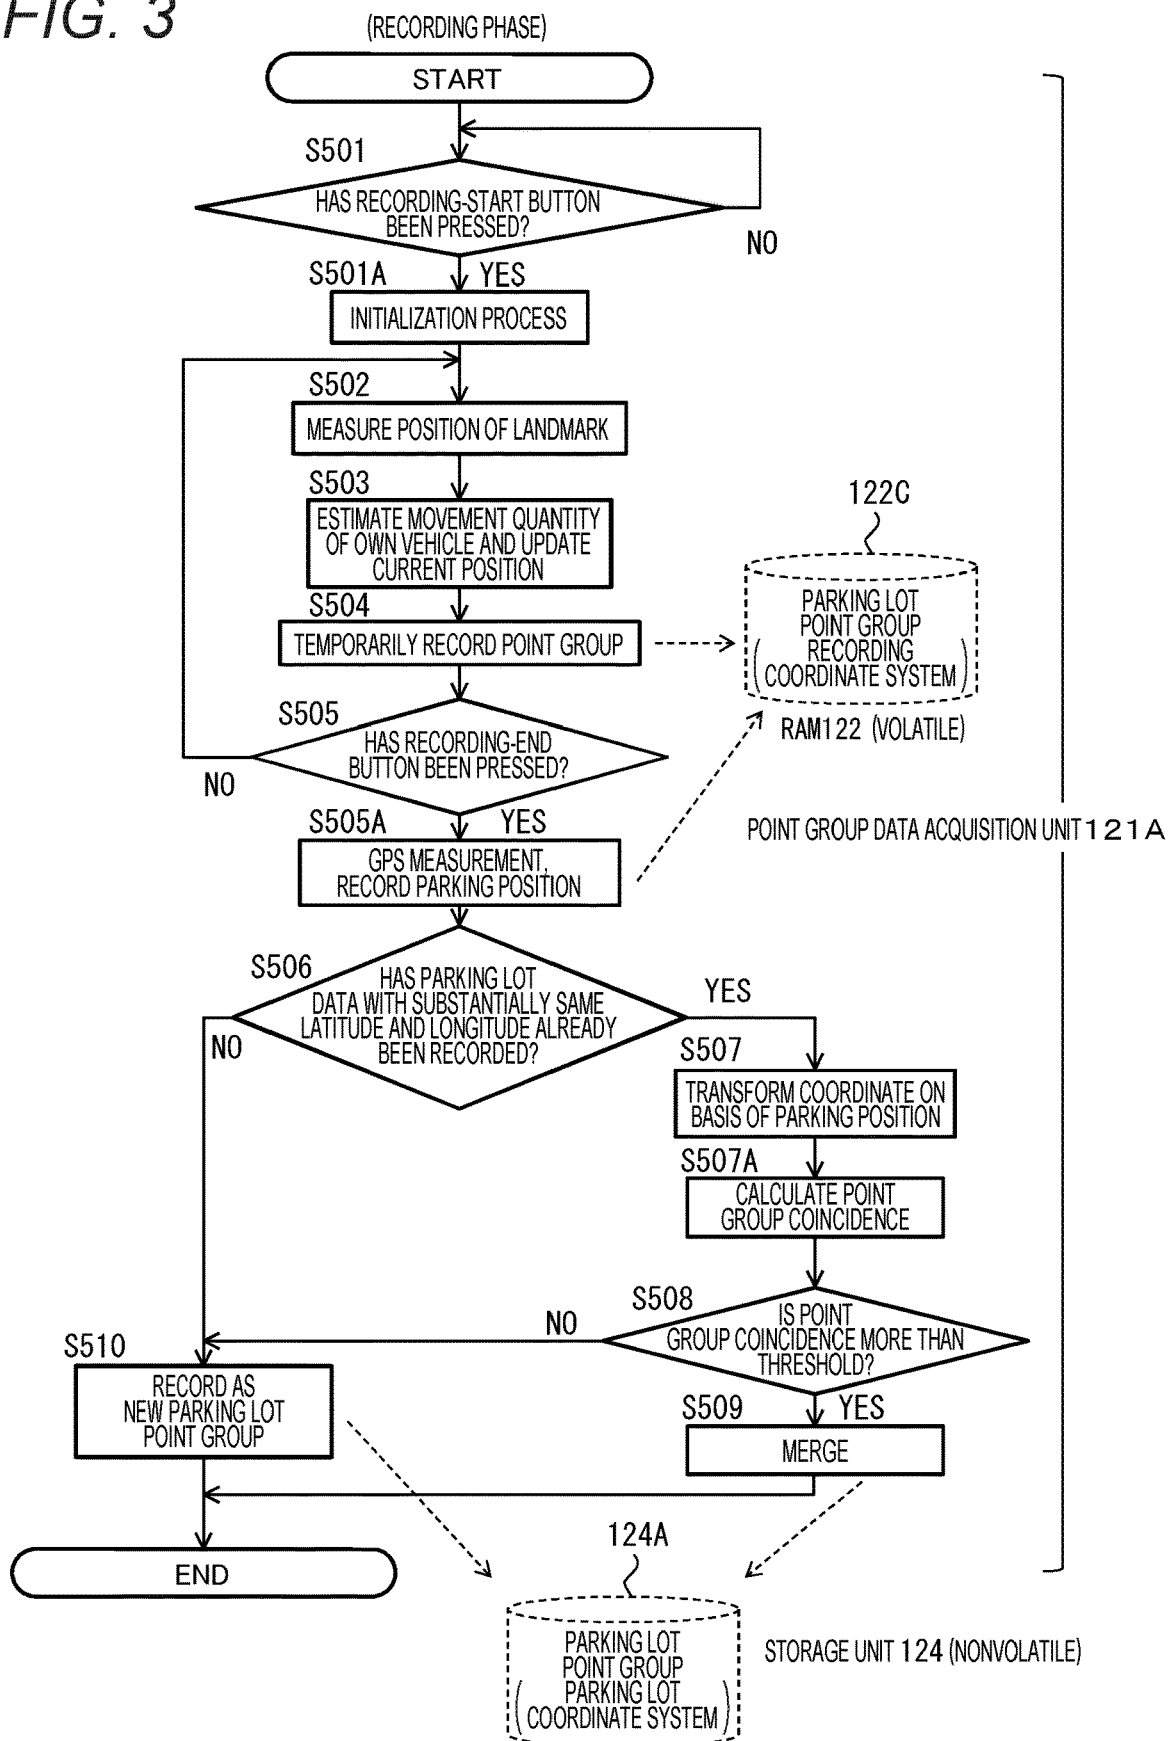 FIG. 3
(RECORDING PHASE)
START
S501
HAS RECORDING-START BUTTON
BEEN PRESSED?
NO
YES
S501A
INITIALIZATION PROCESS
S502
MEASURE POSITION OF LANDMARK
S503
ESTIMATE MOVEMENT QUANTITY
OF OWN VEHICLE AND UPDATE
CURRENT POSITION
S504
TEMPORARILY RECORD POINT GROUP
122C
PARKING LOT
POINT GROUP
(RECORDING
COORDINATE SYSTEM)
RAM122 (VOLATILE)
S505
HAS RECORDING-END
BUTTON BEEN PRESSED?
NO
YES
S505A
GPS MEASUREMENT,
RECORD PARKING POSITION
POINT GROUP DATA ACQUISITION UNIT 121A
S506
HAS PARKING LOT
DATA WITH SUBSTANTIALLY SAME
LATITUDE AND LONGITUDE ALREADY
BEEN RECORDED?
NO
YES
S507
TRANSFORM COORDINATE ON
BASIS OF PARKING POSITION
S507A
CALCULATE POINT
GROUP COINCIDENCE
S508
IS POINT
GROUP COINCIDENCE MORE THAN
THRESHOLD?
NO
YES
S509
MERGE
S510
RECORD AS
NEW PARKING LOT
POINT GROUP
END
124A
PARKING LOT
POINT GROUP
(PARKING LOT
COORDINATE SYSTEM)
STORAGE UNIT 124 (NONVOLATILE)